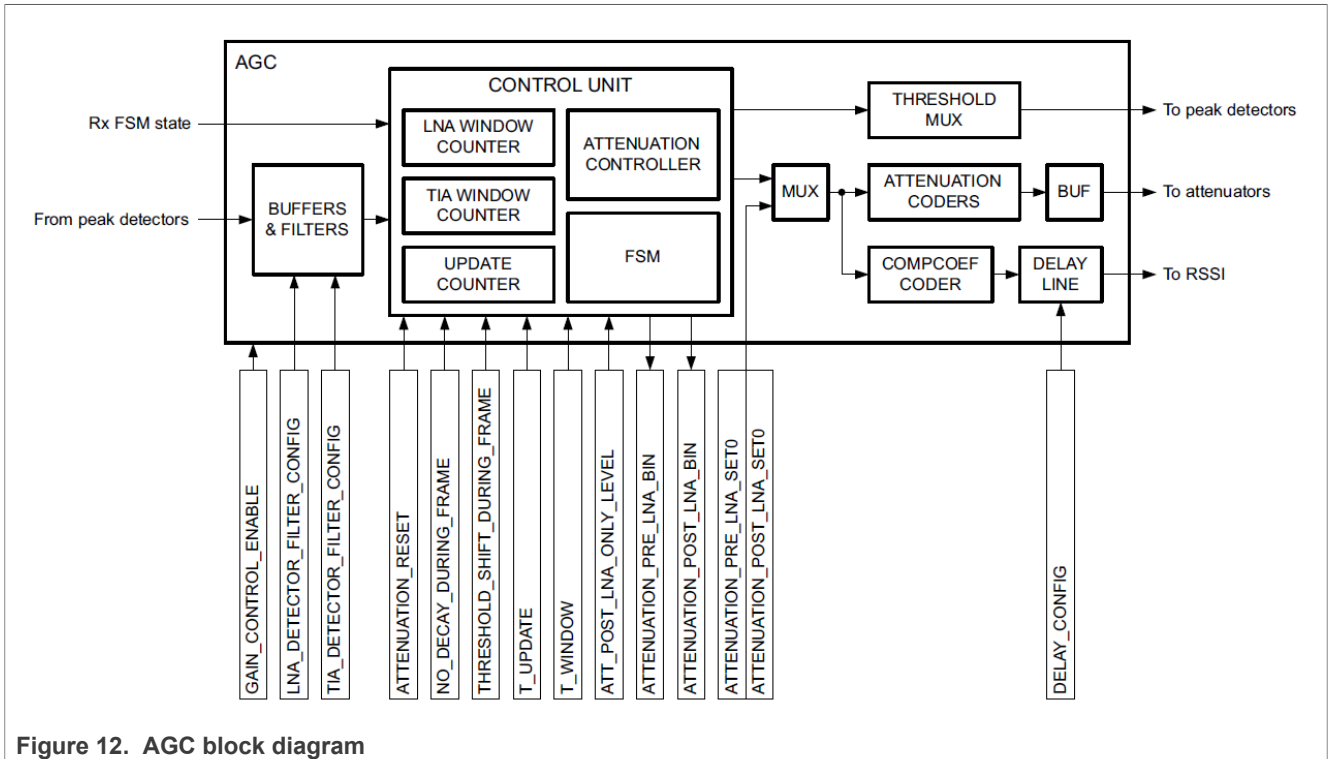 AGC
CONTROL UNIT
Rx FSM state
LNA WINDOW
COUNTER
ATTENUATION
CONTROLLER
THRESHOLD
MUX
To peak detectors
From peak detectors
BUFFERS
& FILTERS
TIA WINDOW
COUNTER
MUX
ATTENUATION
CODERS
BUF
To attenuators
UPDATE
COUNTER
FSM
COMPCOEF
CODER
DELAY
LINE
To RSSI
GAIN_CONTROL_ENABLE
LNA_DETECTOR_FILTER_CONFIG
TIA_DETECTOR_FILTER_CONFIG
ATTENUATION_RESET
NO_DECAY_DURING_FRAME
THRESHOLD_SHIFT_DURING_FRAME
T_UPDATE
T_WINDOW
ATT_POST_LNA_ONLY_LEVEL
ATTENUATION_PRE_LNA_BIN
ATTENUATION_POST_LNA_BIN
ATTENUATION_PRE_LNA_SET0
ATTENUATION_POST_LNA_SET0
DELAY_CONFIG
Figure 12. AGC block diagram